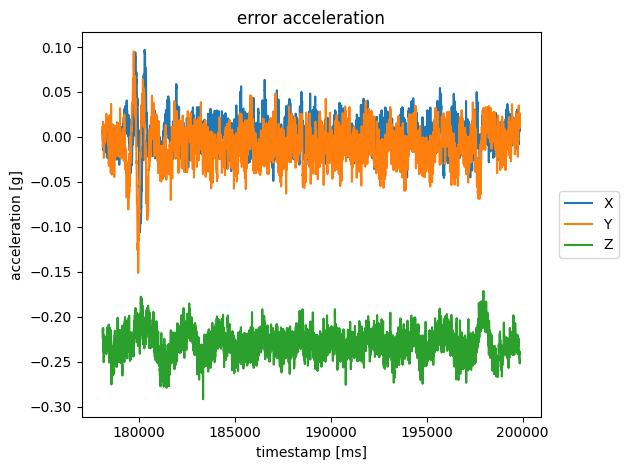 error acceleration
acceleration [g]
0.10
0.05
0.00
−0.05
−0.10
−0.15
−0.20
−0.25
−0.30
X
Y
Z
180000 185000 190000 195000 200000
timestamp [ms]